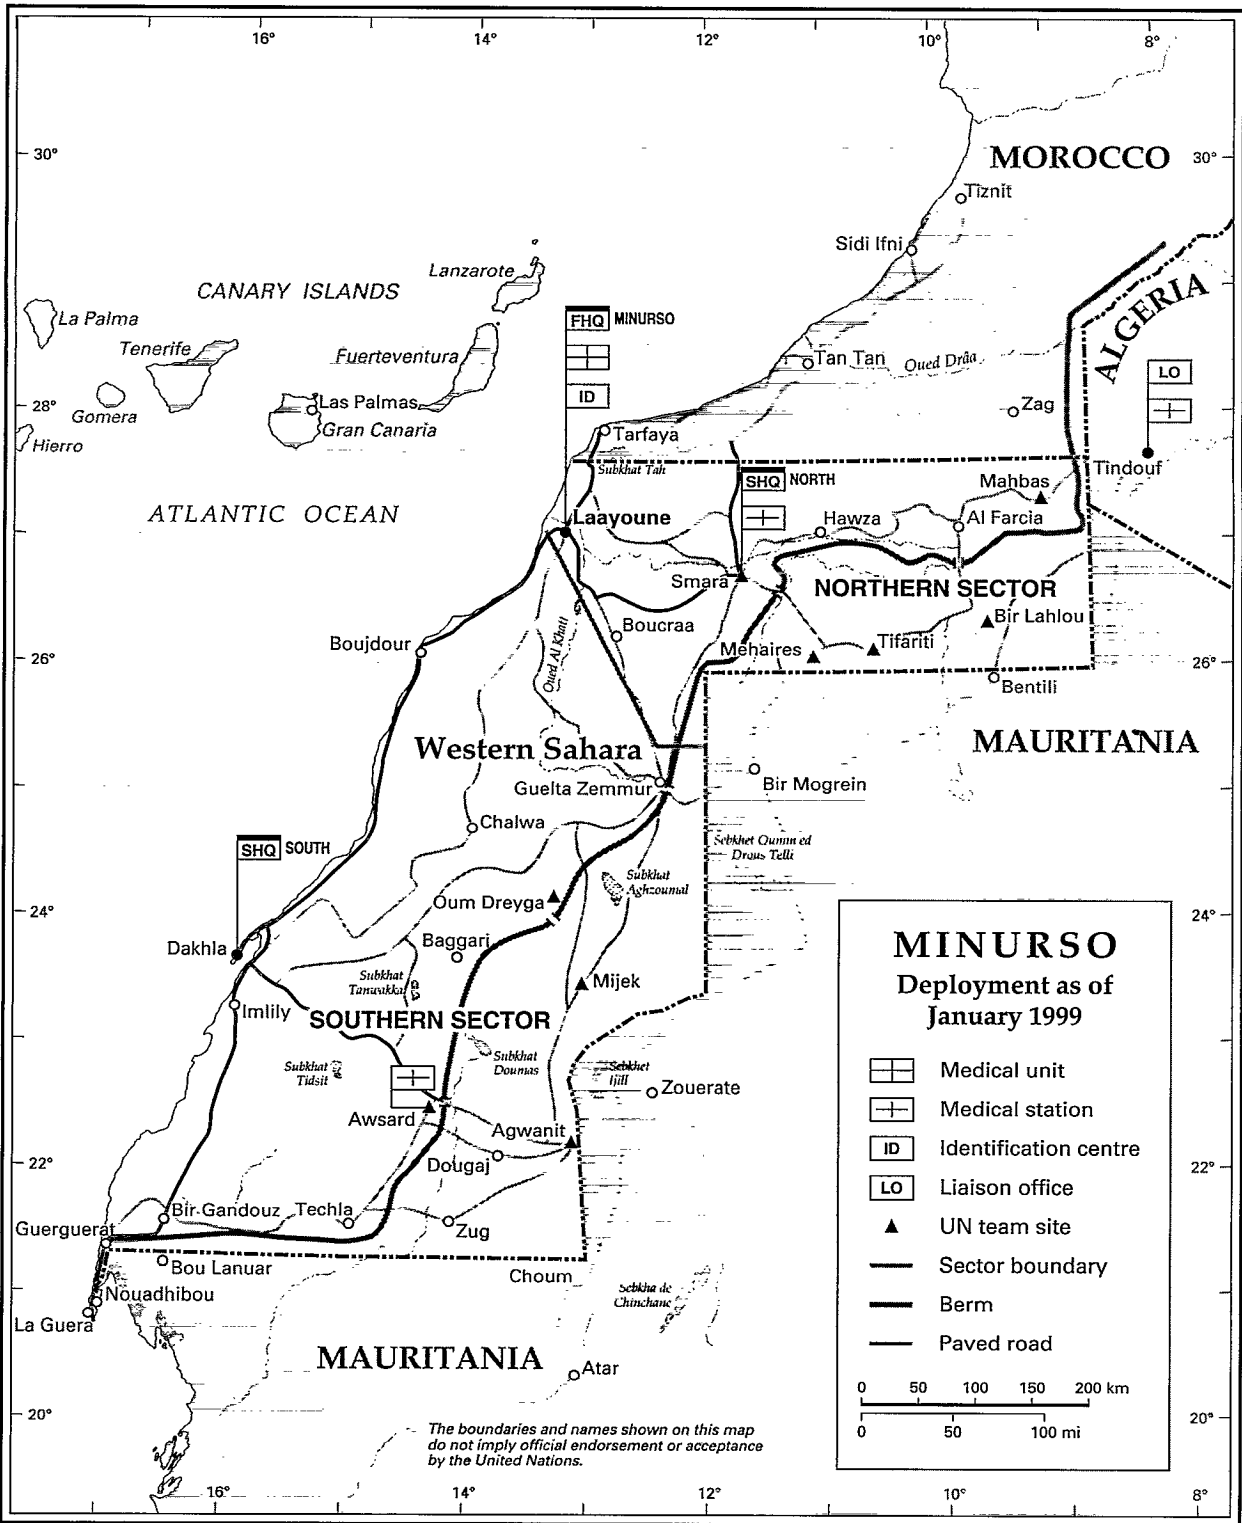 16°
14°
12°
10°
8°
30°
MOROCCO
30°
Tiznit
Sidi Ifni
Lanzarote
CANARY ISLANDS
La Palma
Tenerife
Fuerteventura
FHQ MINURSO
ALGERIA
Tan Tan
Oued Drâa
LO
ID
28°
Gomera
Las Palmas
Gran Canaria
Hierro
Zag
Tarfaya
Subkhat Tah
Tindouf
SHQ NORTH
Mahbas
ATLANTIC OCEAN
Laayoune
Hawza
Al Farcia
Smara
NORTHERN SECTOR
Boucraa
Bir Lahlou
Oued Al Khatt
Boujdour
Mehaires
Tifariti
26°
26°
Bentili
Western Sahara
MAURITANIA
Guelta Zemmur
Bir Mogrein
Chalwa
SHQ SOUTH
Sebkhet Oumm ed
Drous Telli
Subkhat
Aghzoumal
Oum Dreyga
24°
24°
Dakhla
Baggari
Subkhat
Tanwakka
Mijek
Imlily
SOUTHERN SECTOR
Subkhat
Tidsit
Subkhat
Doumas
Sebkhet
Ijill
Zouerate
Awsard
Agwanit
22°
22°
Dougaj
Bir Gandouz
Techla
Zug
Guerguerat
Bou Lanuar
Choum
Nouadhibou
La Guera
Sebkha de
Chinchane
MAURITANIA
Atar
20°
20°
The boundaries and names shown on this map
do not imply official endorsement or acceptance
by the United Nations.
MINURSO
Deployment as of
January 1999
Medical unit
Medical station
ID Identification centre
LO Liaison office
UN team site
Sector boundary
Berm
Paved road
0 50 100 150 200 km
0 50 100 mi
16°
14°
12°
10°
8°